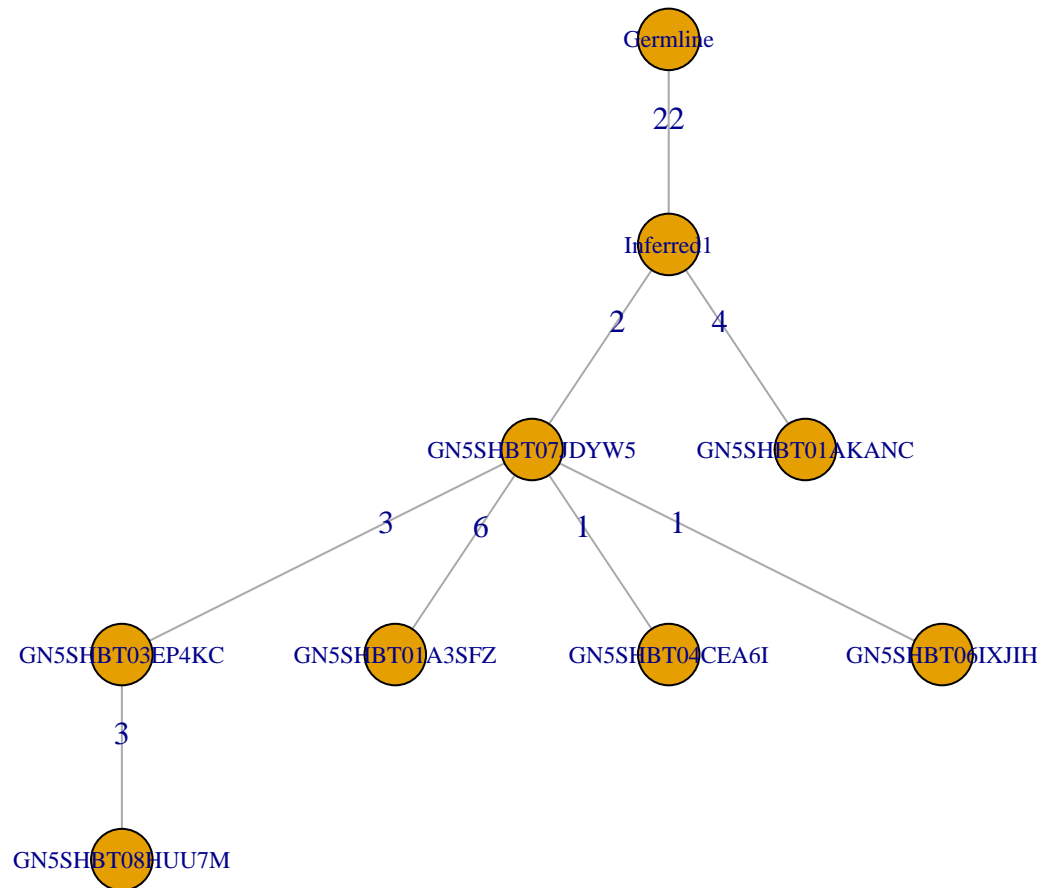 Germline
22
Inferred1
2
4
GN5SHBT07JDYW5
GN5SHBT01AKANC
3
6
1
1
GN5SHBT03EP4KC
GN5SHBT01A3SFZ
GN5SHBT04CEA6I
GN5SHBT06IXJIH
3
GN5SHBT08HUU7M